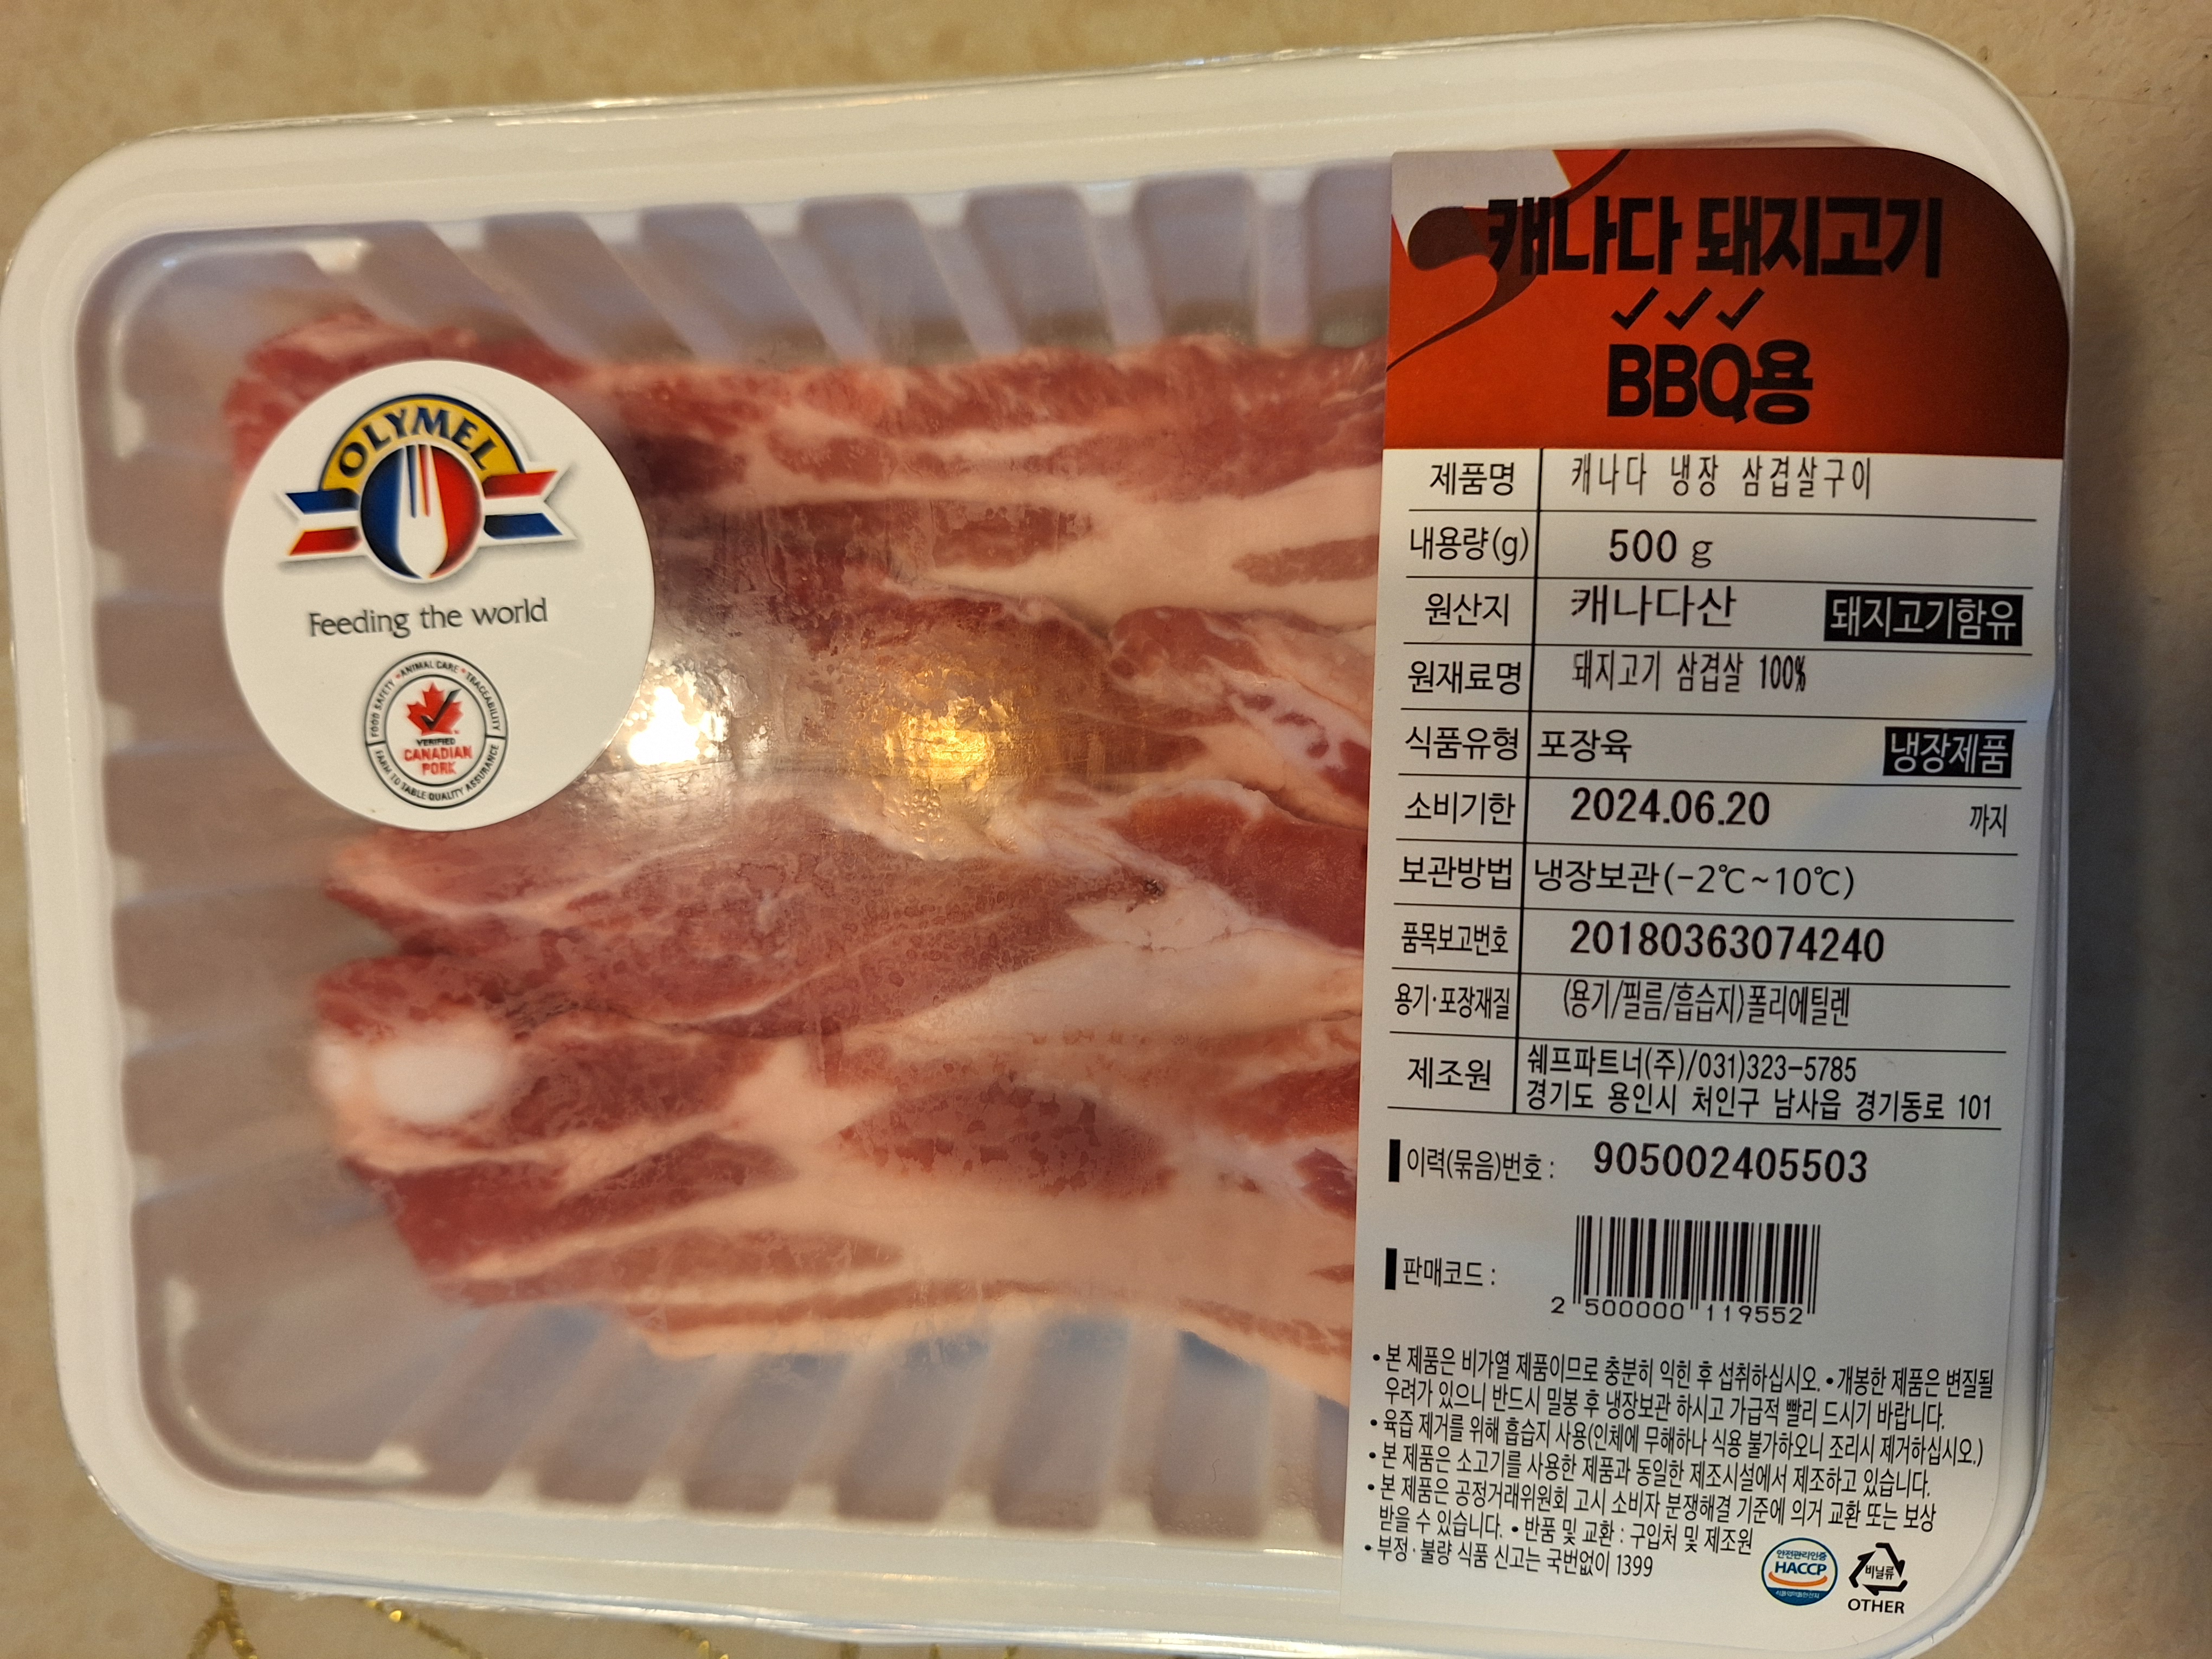 OLYMEL
Feeding the world
FOOD SAFETY • ANIMAL CARE • TRACEABILITY
VERIFIED
CANADIAN
PORK
FARM TO TABLE QUALITY ASSURANCE
캐나다 돼지고기
BBQ용
제품명 캐나다 냉장 삼겹살구이
내용량(g) 500 g
원산지 캐나다산 돼지고기함유
원재료명 돼지고기 삼겹살 100%
식품유형 포장육 냉장제품
소비기한 2024.06.20 까지
보관방법 냉장보관(-2℃~10℃)
품목보고번호 20180363074240
용기·포장재질 (용기/필름/흡습지)폴리에틸렌
제조원 쉐프파트너(주)/031)323-5785
경기도 용인시 처인구 남사읍 경기동로 101
이력(묶음)번호 : 905002405503
판매코드 :
2 500000 119552
• 본 제품은 비가열 제품이므로 충분히 익힌 후 섭취하십시오. • 개봉한 제품은 변질될
우려가 있으니 반드시 밀봉 후 냉장보관 하시고 가급적 빨리 드시기 바랍니다.
• 육즙 제거를 위해 흡습지 사용(인체에 무해하나 식용 불가하오니 조리시 제거하십시오.)
• 본 제품은 소고기를 사용한 제품과 동일한 제조시설에서 제조하고 있습니다.
• 본 제품은 공정거래위원회 고시 소비자 분쟁해결 기준에 의거 교환 또는 보상
받을 수 있습니다. • 반품 및 교환 : 구입처 및 제조원
• 부정·불량 식품 신고는 국번없이 1399
안전관리인증
HACCP
비닐류
OTHER